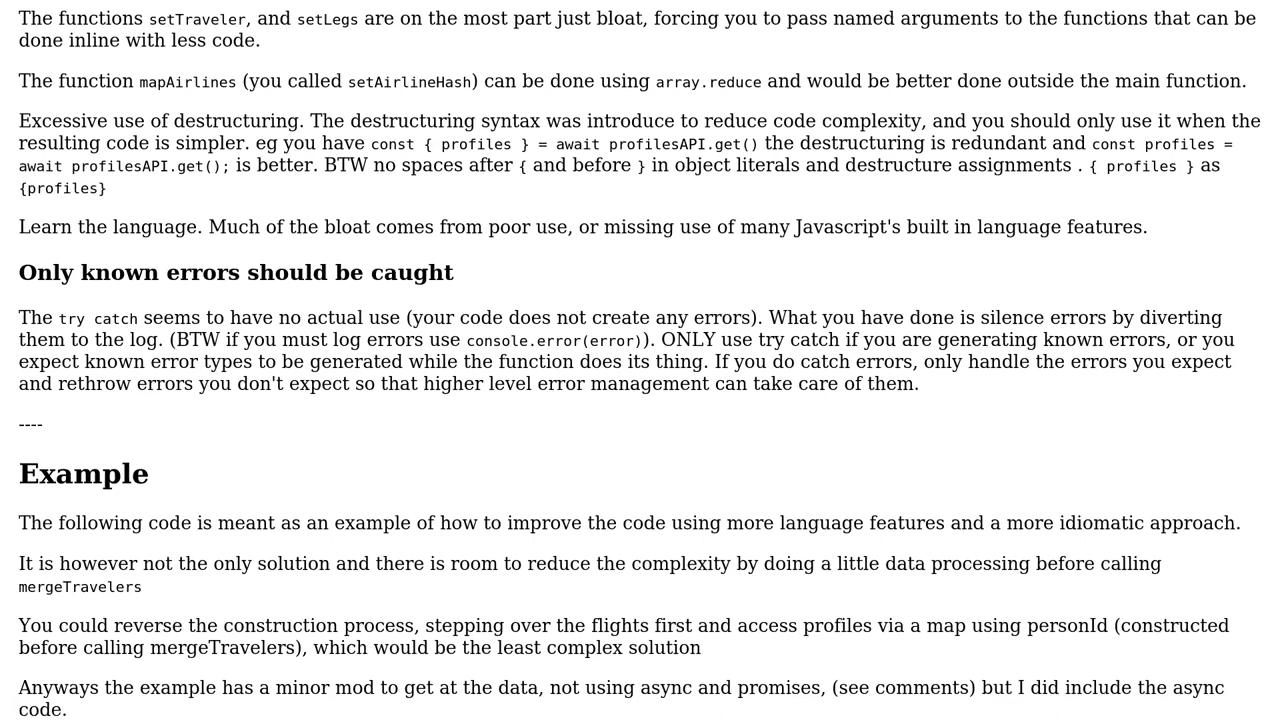 The functions setTraveler, and setLegs are on the most part just bloat, forcing you to pass named arguments to the functions that can be
done inline with less code.
The function mapAirlines (you called setAirlineHash) can be done using array.reduce and would be better done outside the main function.
Excessive use of destructuring. The destructuring syntax was introduce to reduce code complexity, and you should only use it when the
resulting code is simpler. eg you have const { profiles } = await profilesAPI.get() the destructuring is redundant and const profiles =
await profilesAPI.get(); is better. BTW no spaces after { and before } in object literals and destructure assignments . { profiles } as
{profiles}
Learn the language. Much of the bloat comes from poor use, or missing use of many Javascript's built in language features.
Only known errors should be caught
The try catch seems to have no actual use (your code does not create any errors). What you have done is silence errors by diverting
them to the log. (BTW if you must log errors use console.error(error)). ONLY use try catch if you are generating known errors, or you
expect known error types to be generated while the function does its thing. If you do catch errors, only handle the errors you expect
and rethrow errors you don't expect so that higher level error management can take care of them.
----
Example
The following code is meant as an example of how to improve the code using more language features and a more idiomatic approach.
It is however not the only solution and there is room to reduce the complexity by doing a little data processing before calling
mergeTravelers
You could reverse the construction process, stepping over the flights first and access profiles via a map using personId (constructed
before calling mergeTravelers), which would be the least complex solution
Anyways the example has a minor mod to get at the data, not using async and promises, (see comments) but I did include the async
code.